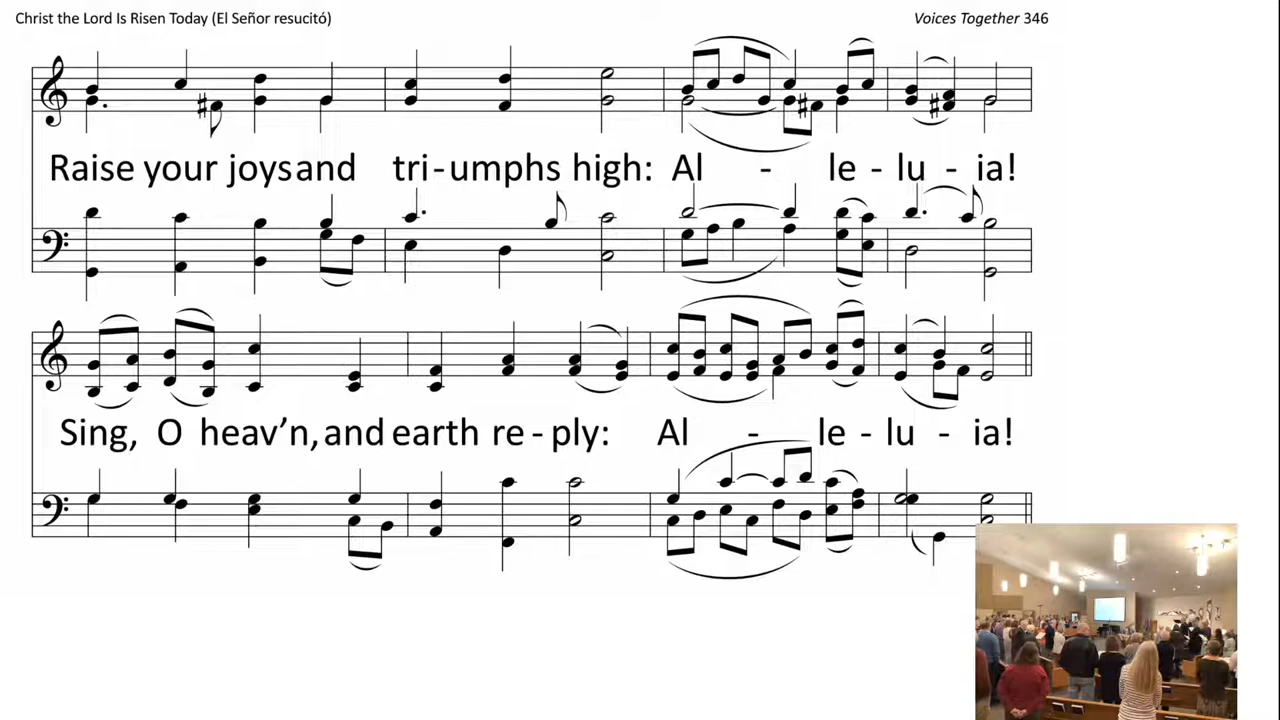 Christ the Lord Is Risen Today (El Señor resucitó)
Voices Together 346
Raise your joys and tri-umphs high: Al - le - lu - ia!
Sing, O heav’n, and earth re - ply: Al - le - lu - ia!